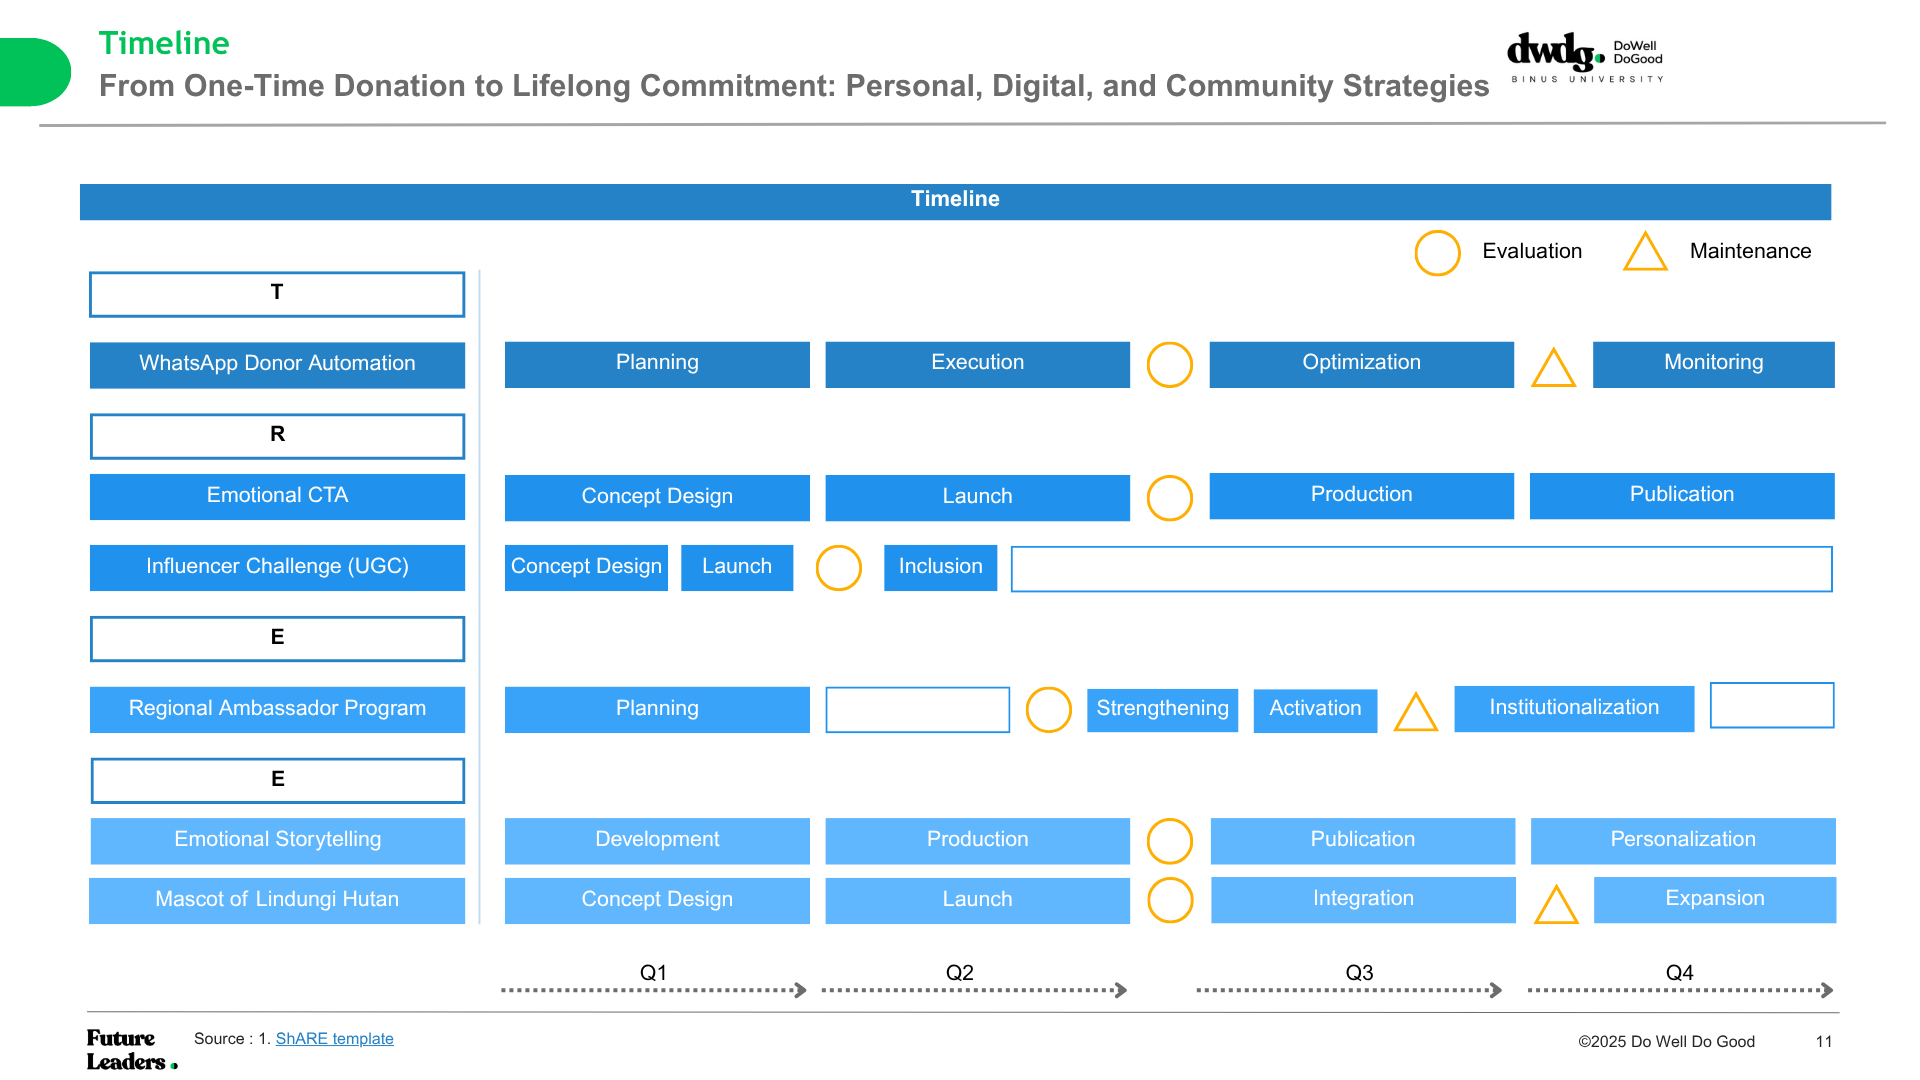 Timeline
From One-Time Donation to Lifelong Commitment: Personal, Digital, and Community Strategies
dwdg.
DoWell
DoGood
BINUS UNIVERSITY
Timeline
Evaluation
Maintenance
T
WhatsApp Donor Automation
Planning
Execution
Optimization
Monitoring
R
Emotional CTA
Concept Design
Launch
Production
Publication
Influencer Challenge (UGC)
Concept Design
Launch
Inclusion
E
Regional Ambassador Program
Planning
Strengthening
Activation
Institutionalization
E
Emotional Storytelling
Development
Production
Publication
Personalization
Mascot of Lindungi Hutan
Concept Design
Launch
Integration
Expansion
Q1
Q2
Q3
Q4
Future
Leaders.
Source : 1. ShARE template
©2025 Do Well Do Good
11